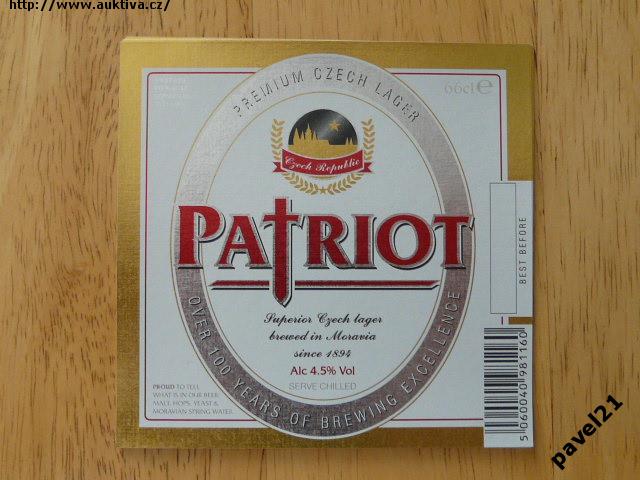 http://www.auktiva.cz/
PREMIUM CZECH LAGER
66cl e
Czech Republic
PATRIOT
Superior Czech lager
brewed in Moravia
since 1894
Alc 4.5% Vol
SERVE CHILLED
OVER 100 YEARS OF BREWING EXCELLENCE
PROUD TO TELL
WHAT IS IN OUR BEER:
MALT, HOPS, YEAST &
MORAVIAN SPRING WATER
BEST BEFORE
5 060040 981160
pavel21